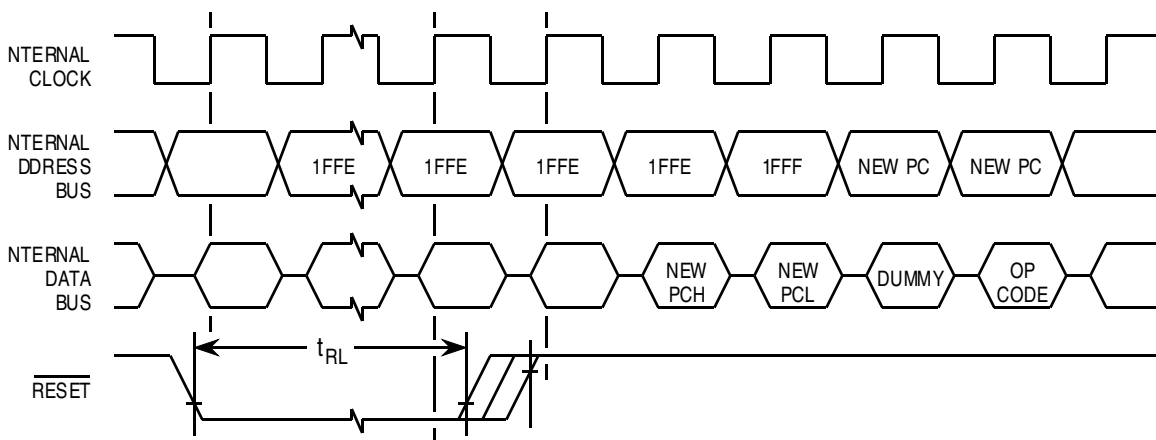 NTERNAL
CLOCK
NTERNAL
DDRESS
BUS
1FFE
1FFE
1FFE
1FFE
1FFF
NEW PC
NEW PC
NTERNAL
DATA
BUS
NEW
PCH
NEW
PCL
DUMMY
OP
CODE
tRL
RESET